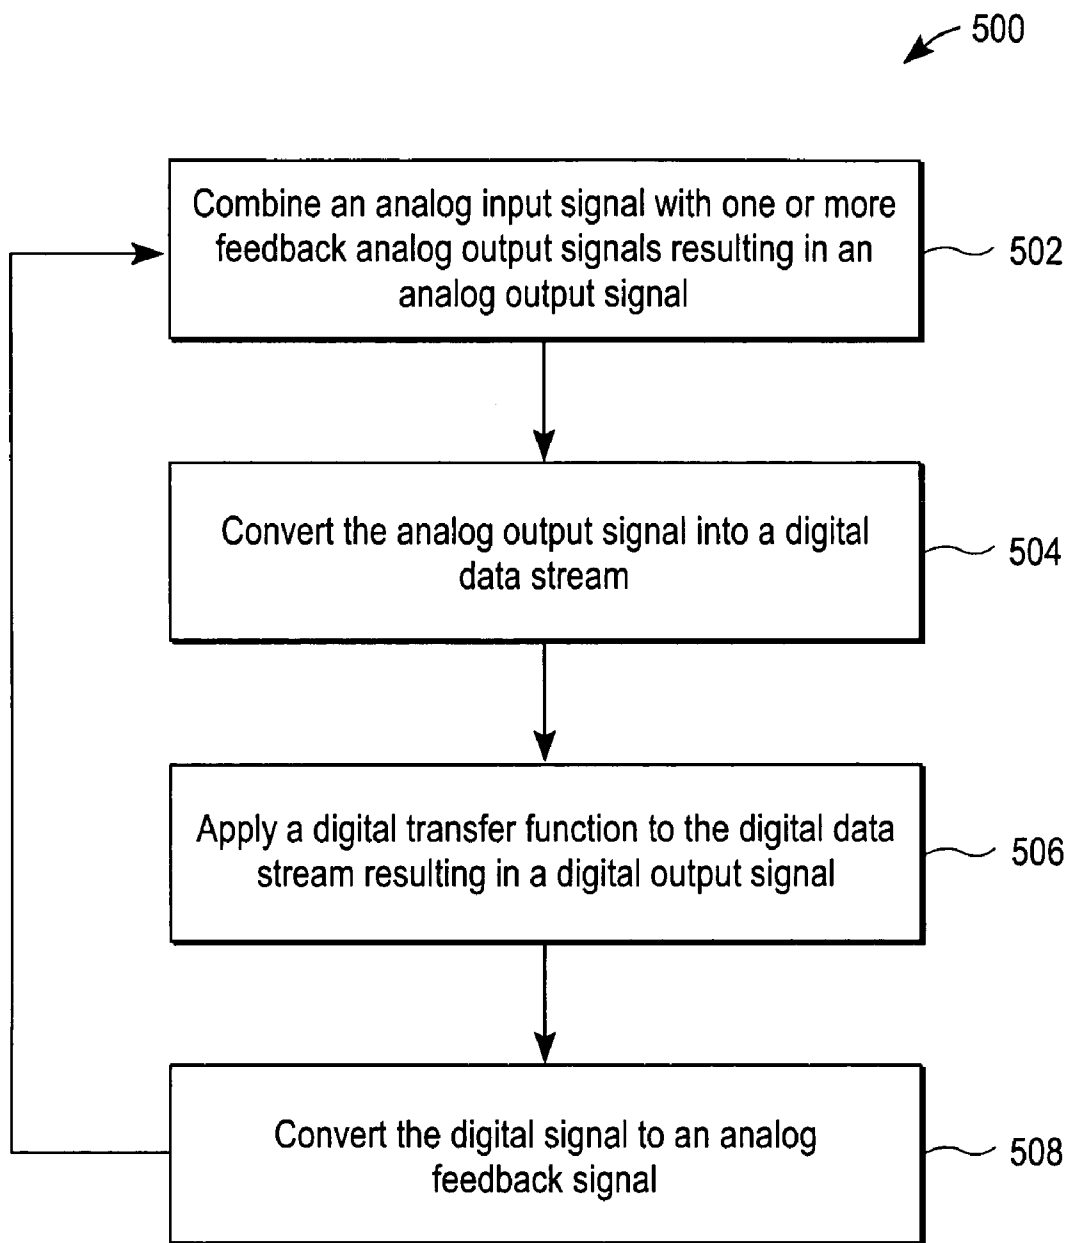 500
Combine an analog input signal with one or more
feedback analog output signals resulting in an
analog output signal
502
Convert the analog output signal into a digital
data stream
504
Apply a digital transfer function to the digital data
stream resulting in a digital output signal
506
Convert the digital signal to an analog
feedback signal
508